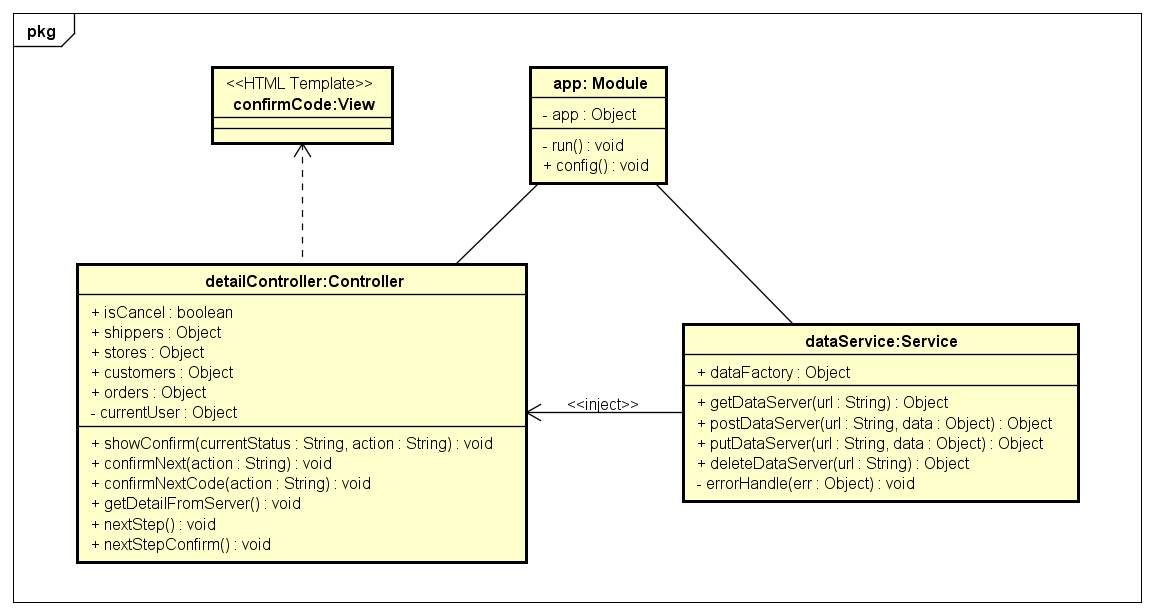 pkg
<<HTML Template>>
confirmCode:View
app: Module
- app : Object
- run() : void
+ config() : void
detailController:Controller
+ isCancel : boolean
+ shippers : Object
+ stores : Object
+ customers : Object
+ orders : Object
- currentUser : Object
+ showConfirm(currentStatus : String, action : String) : void
+ confirmNext(action : String) : void
+ confirmNextCode(action : String) : void
+ getDetailFromServer() : void
+ nextStep() : void
+ nextStepConfirm() : void
<<inject>>
dataService:Service
+ dataFactory : Object
+ getDataServer(url : String) : Object
+ postDataServer(url : String, data : Object) : Object
+ putDataServer(url : String, data : Object) : Object
+ deleteDataServer(url : String) : Object
- errorHandle(err : Object) : void